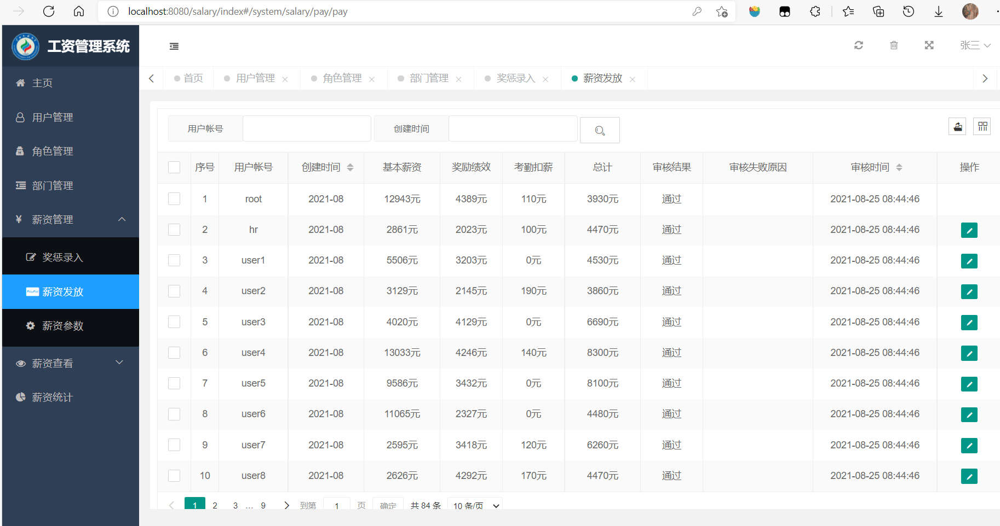 localhost:8080/salary/index#/system/salary/pay/pay
工资管理系统
张三
首页 用户管理 角色管理 部门管理 奖惩录入 薪资发放
主页
用户管理
角色管理
部门管理
¥ 薪资管理
奖惩录入
PayPal 薪资发放
薪资参数
薪资查看
薪资统计
用户帐号 创建时间
序号 用户帐号 创建时间 基本薪资 奖励绩效 考勤扣薪 总计 审核结果 审核失败原因 审核时间 操作
1 root 2021-08 12943元 4389元 110元 3930元 通过 2021-08-25 08:44:46
2 hr 2021-08 2861元 2023元 100元 4470元 通过 2021-08-25 08:44:46
3 user1 2021-08 5506元 3203元 0元 4530元 通过 2021-08-25 08:44:46
4 user2 2021-08 3129元 2145元 190元 3860元 通过 2021-08-25 08:44:46
5 user3 2021-08 4020元 4129元 0元 6690元 通过 2021-08-25 08:44:46
6 user4 2021-08 13033元 4246元 140元 8300元 通过 2021-08-25 08:44:46
7 user5 2021-08 9586元 3432元 0元 8100元 通过 2021-08-25 08:44:46
8 user6 2021-08 11065元 2327元 0元 4480元 通过 2021-08-25 08:44:46
9 user7 2021-08 2595元 3418元 120元 6260元 通过 2021-08-25 08:44:46
10 user8 2021-08 2626元 4292元 170元 4470元 通过 2021-08-25 08:44:46
1 2 3 … 9 到第 1 页 确定 共 84 条 10 条/页